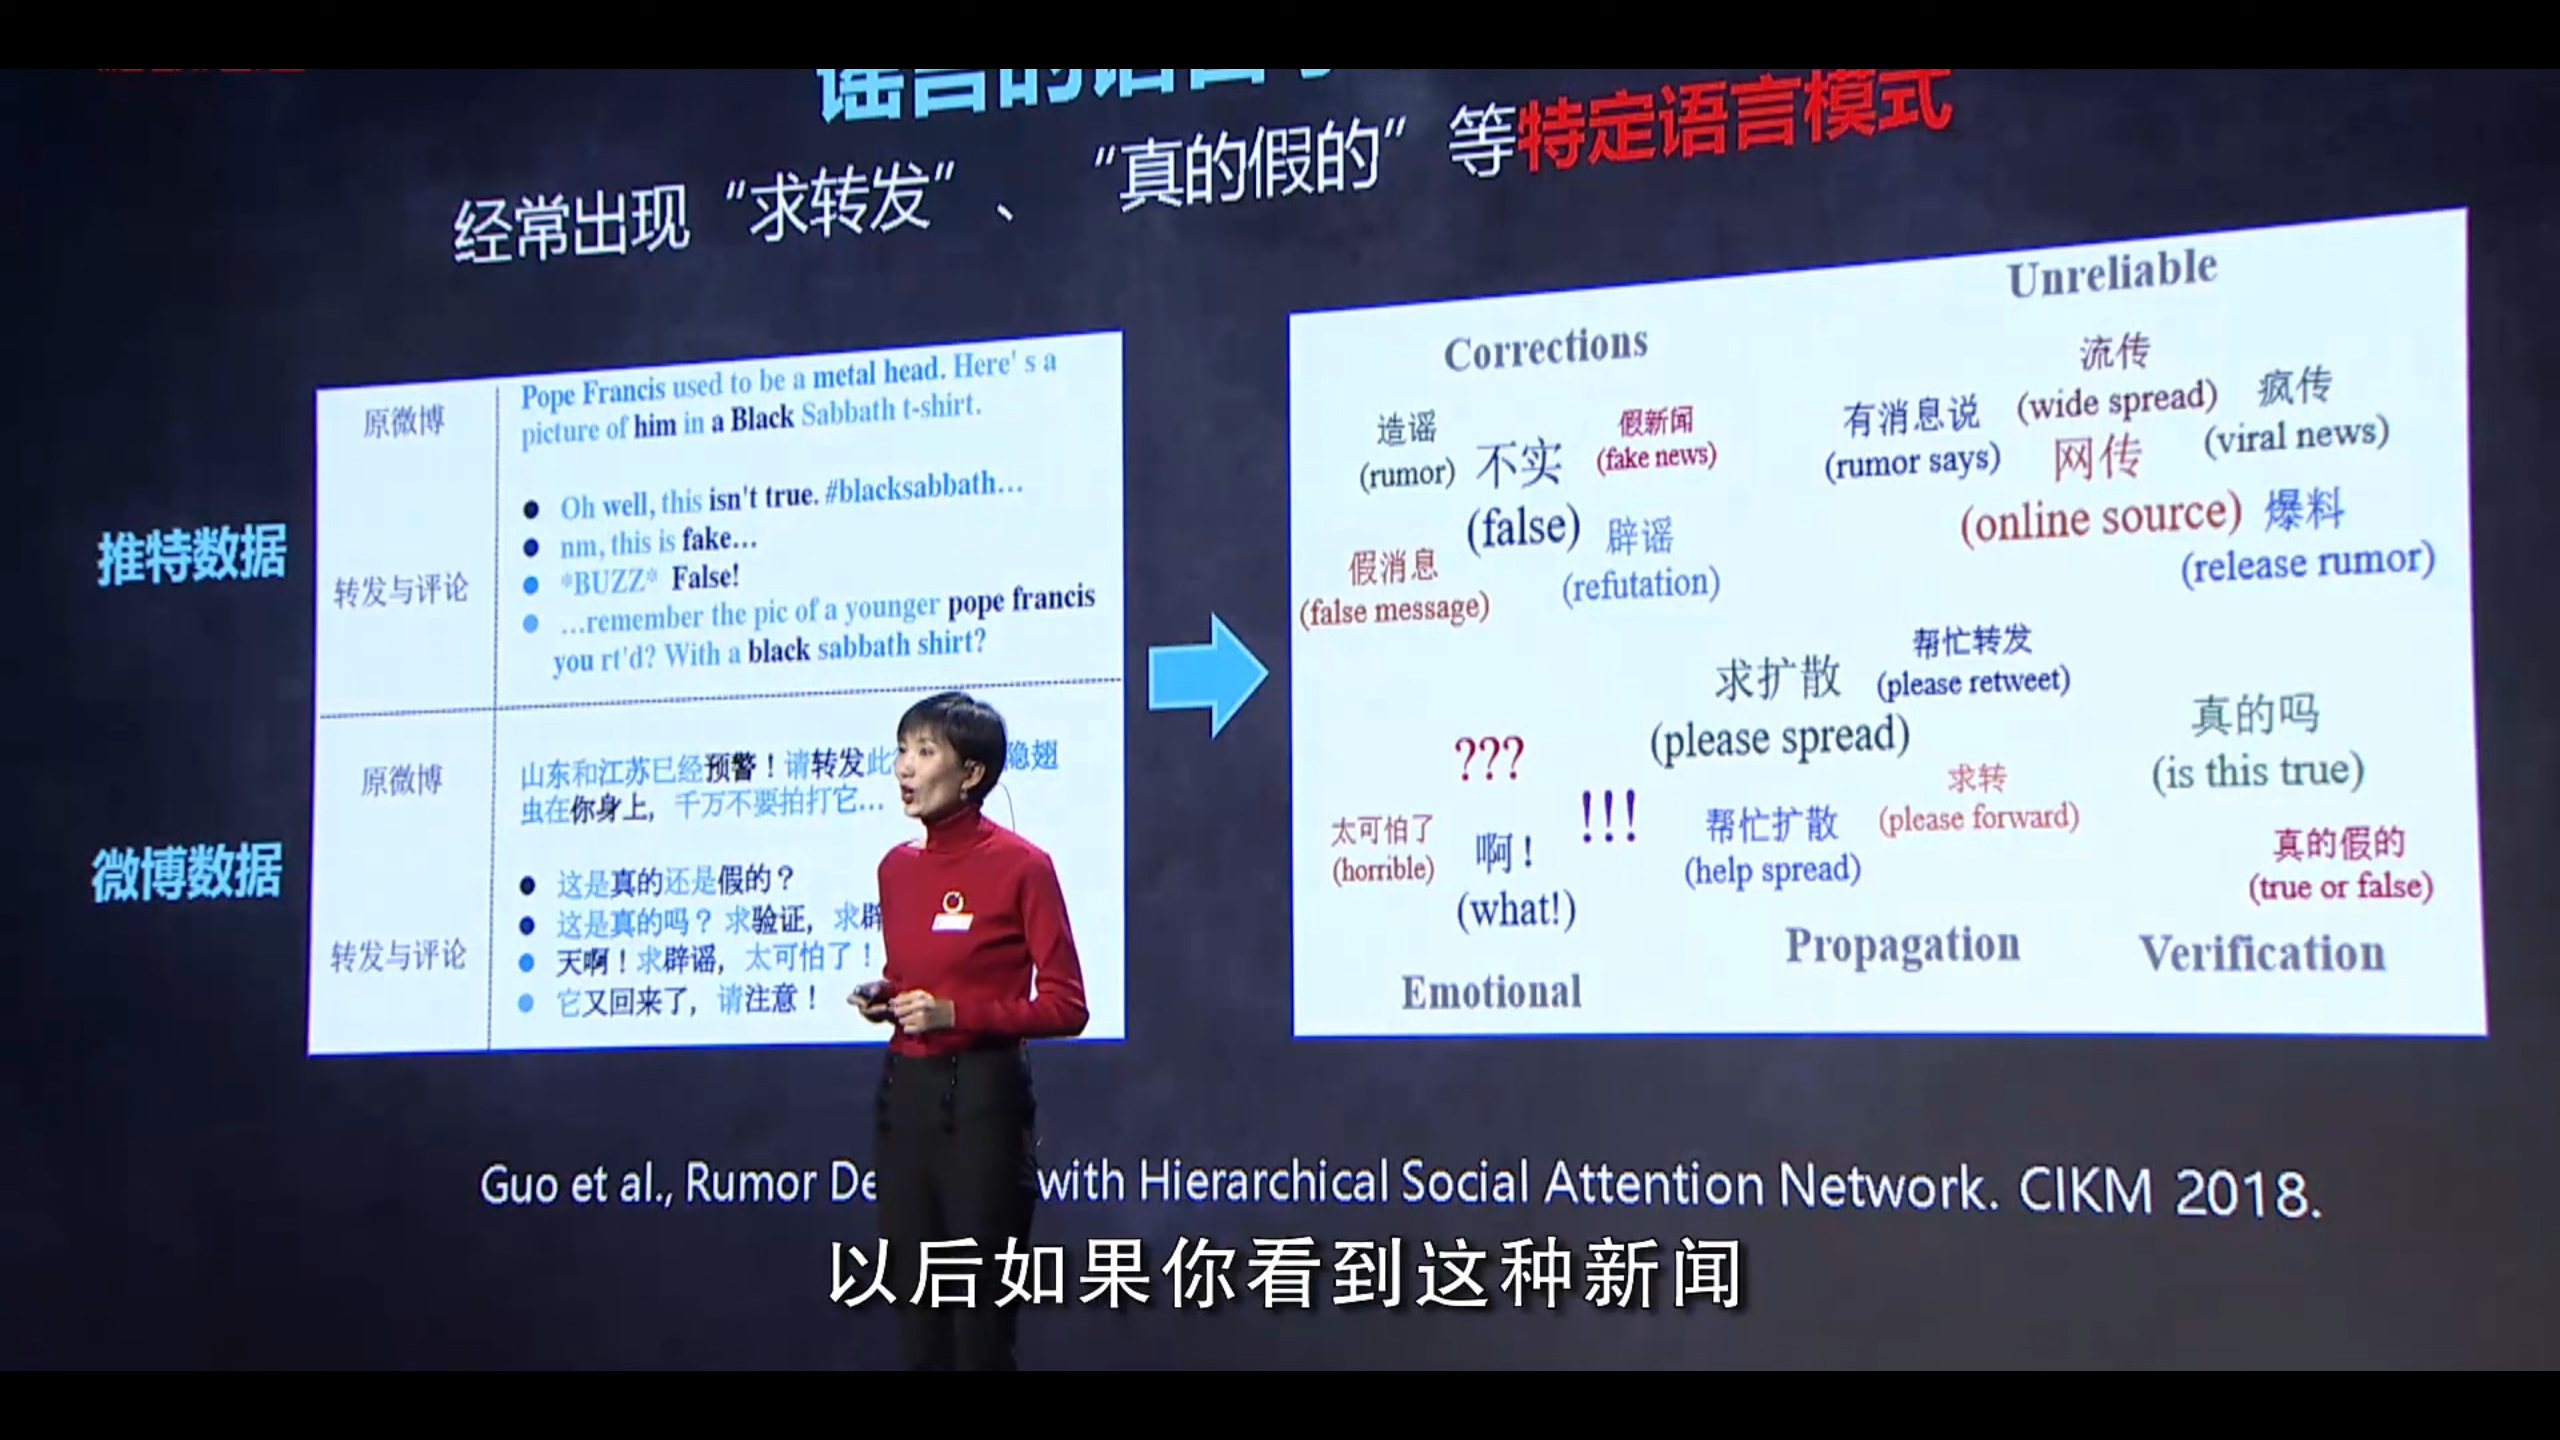 经常出现“求转发”、“真的假的”等特定语言模式
推特数据
原微博
Pope Francis used to be a metal head. Here's a
picture of him in a Black Sabbath t-shirt.
转发与评论
Oh well, this isn't true. #blacksabbath…
nm, this is fake…
*BUZZ* False!
…remember the pic of a younger pope francis
you rt'd? With a black sabbath shirt?
微博数据
原微博
山东和江苏已经预警！请转发此 隐翅
虫在你身上，千万不要拍打它…
转发与评论
这是真的还是假的？
这是真的吗？求验证，求辟
天啊！求辟谣，太可怕了！
它又回来了，请注意！
Corrections
造谣
(rumor)
不实
(false)
假新闻
(fake news)
假消息
(false message)
辟谣
(refutation)
Unreliable
流传
(wide spread)
有消息说
(rumor says)
疯传
(viral news)
网传
(online source)
爆料
(release rumor)
求扩散
(please spread)
帮忙转发
(please retweet)
帮忙扩散
(help spread)
求转
(please forward)
Propagation
???
!!!
太可怕了
(horrible)
啊！
(what!)
Emotional
真的吗
(is this true)
真的假的
(true or false)
Verification
Guo et al., Rumor De with Hierarchical Social Attention Network. CIKM 2018.
以后如果你看到这种新闻